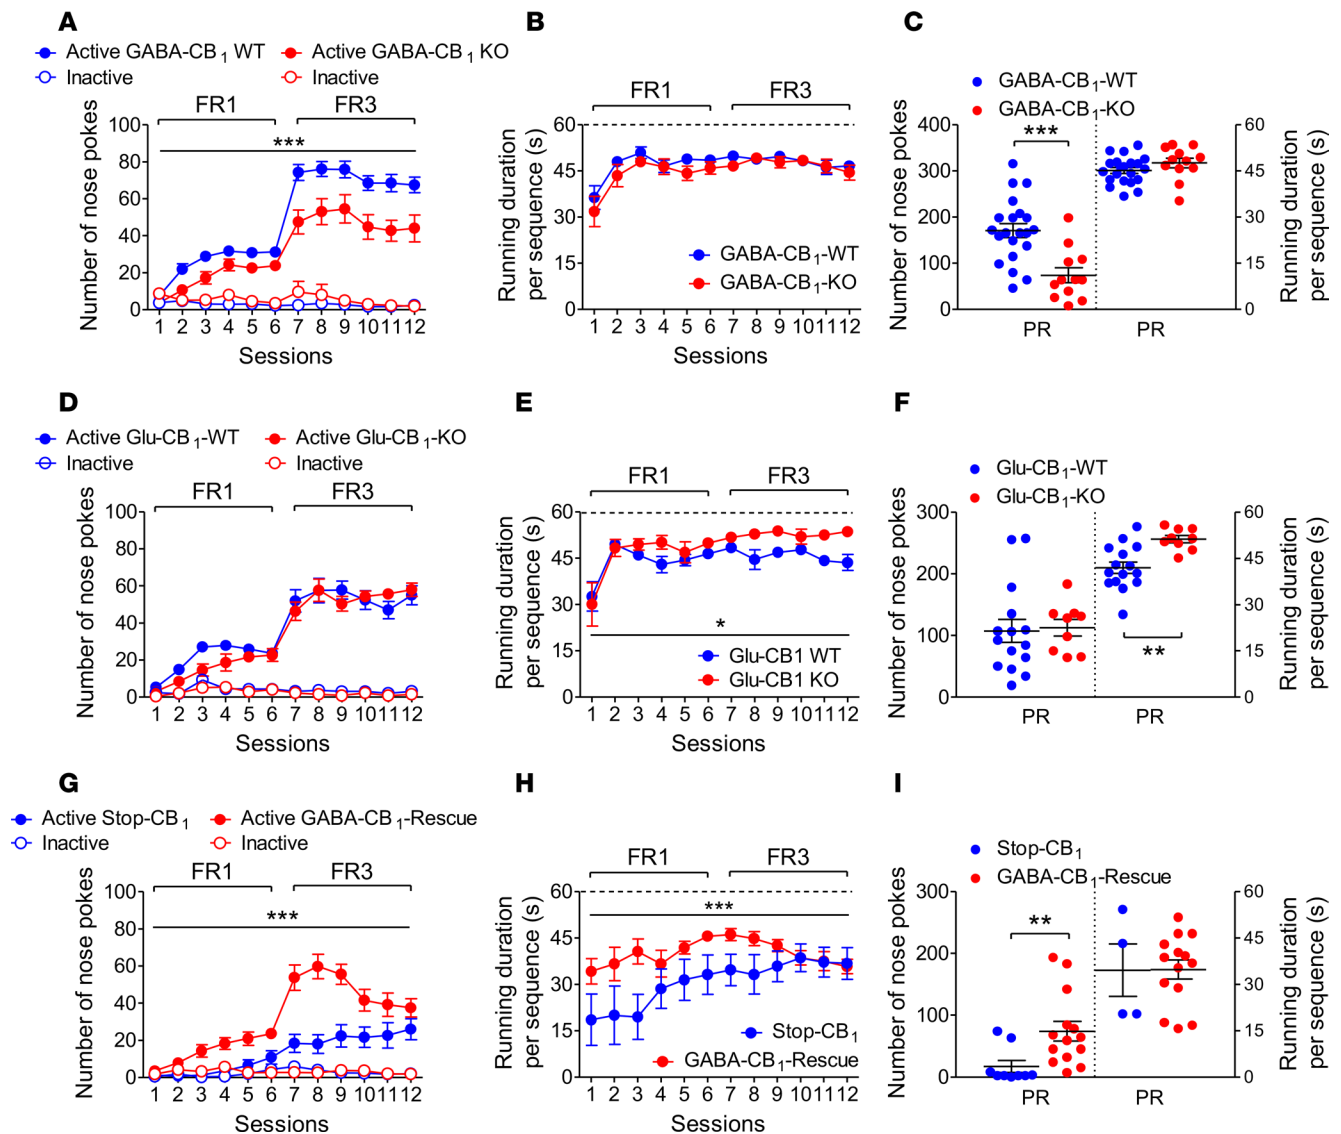 A
Active GABA-CB1 WT
Active GABA-CB1 KO
Inactive
Inactive
FR1
FR3
***
Number of nose pokes
100
80
60
40
20
0
1 2 3 4 5 6 7 8 9 10 11 12
Sessions
B
FR1
FR3
Running duration
per sequence (s)
60
45
30
15
0
GABA-CB1-WT
GABA-CB1-KO
1 2 3 4 5 6 7 8 9 10 11 12
Sessions
C
GABA-CB1-WT
GABA-CB1-KO
***
Number of nose pokes
400
300
200
100
0
60
45
30
15
0
Running duration
per sequence (s)
PR
PR
D
Active Glu-CB1-WT
Active Glu-CB1-KO
Inactive
Inactive
FR1
FR3
Number of nose pokes
100
80
60
40
20
0
1 2 3 4 5 6 7 8 9 10 11 12
Sessions
E
FR1
FR3
Running duration
per sequence (s)
60
45
30
15
0
*
Glu-CB1 WT
Glu-CB1 KO
1 2 3 4 5 6 7 8 9 10 11 12
Sessions
F
Glu-CB1-WT
Glu-CB1-KO
Number of nose pokes
300
200
100
0
60
45
30
15
0
**
Running duration
per sequence (s)
PR
PR
G
Active Stop-CB1
Active GABA-CB1-Rescue
Inactive
Inactive
FR1
FR3
***
Number of nose pokes
100
80
60
40
20
0
1 2 3 4 5 6 7 8 9 10 11 12
Sessions
H
FR1
FR3
***
Running duration
per sequence (s)
60
45
30
15
0
Stop-CB1
GABA-CB1-Rescue
1 2 3 4 5 6 7 8 9 10 11 12
Sessions
I
Stop-CB1
GABA-CB1-Rescue
**
Number of nose pokes
300
200
100
0
60
45
30
15
0
Running duration
per sequence (s)
PR
PR